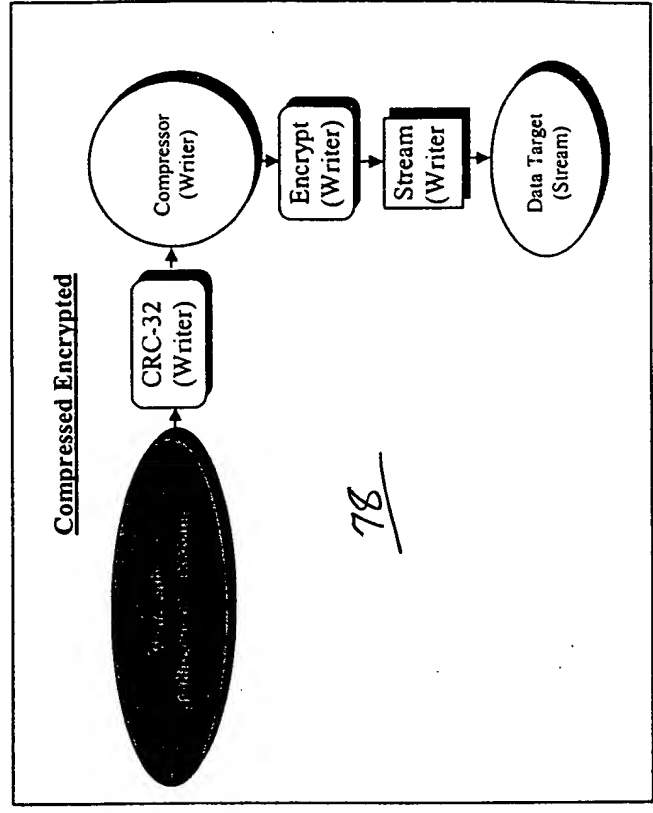 Compressed Encrypted
CRC-32
(Writer)
Compressor
(Writer)
Encrypt
(Writer)
Stream
(Writer
Data Target
(Stream)
78